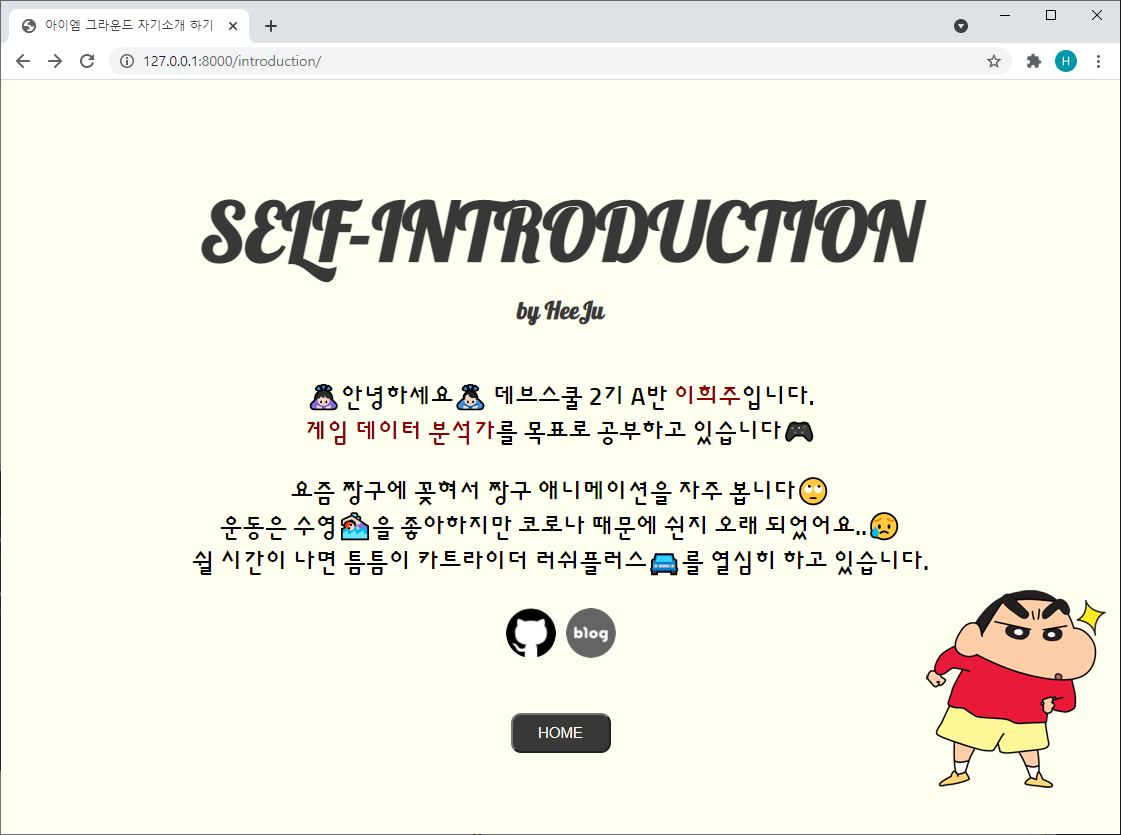 아이엠 그라운드 자기소개 하기
127.0.0.1:8000/introduction/
H
SELF-INTRODUCTION
by HeeJu
🙇🏻‍♀️안녕하세요🙇🏻‍♂️ 데브스쿨 2기 A반 이희주입니다.
게임 데이터 분석가를 목표로 공부하고 있습니다🎮
요즘 짱구에 꽂혀서 짱구 애니메이션을 자주 봅니다🙄
운동은 수영🏊🏻을 좋아하지만 코로나 때문에 쉰지 오래 되었어요..😥
쉴 시간이 나면 틈틈이 카트라이더 러쉬플러스🚘를 열심히 하고 있습니다.
blog
HOME